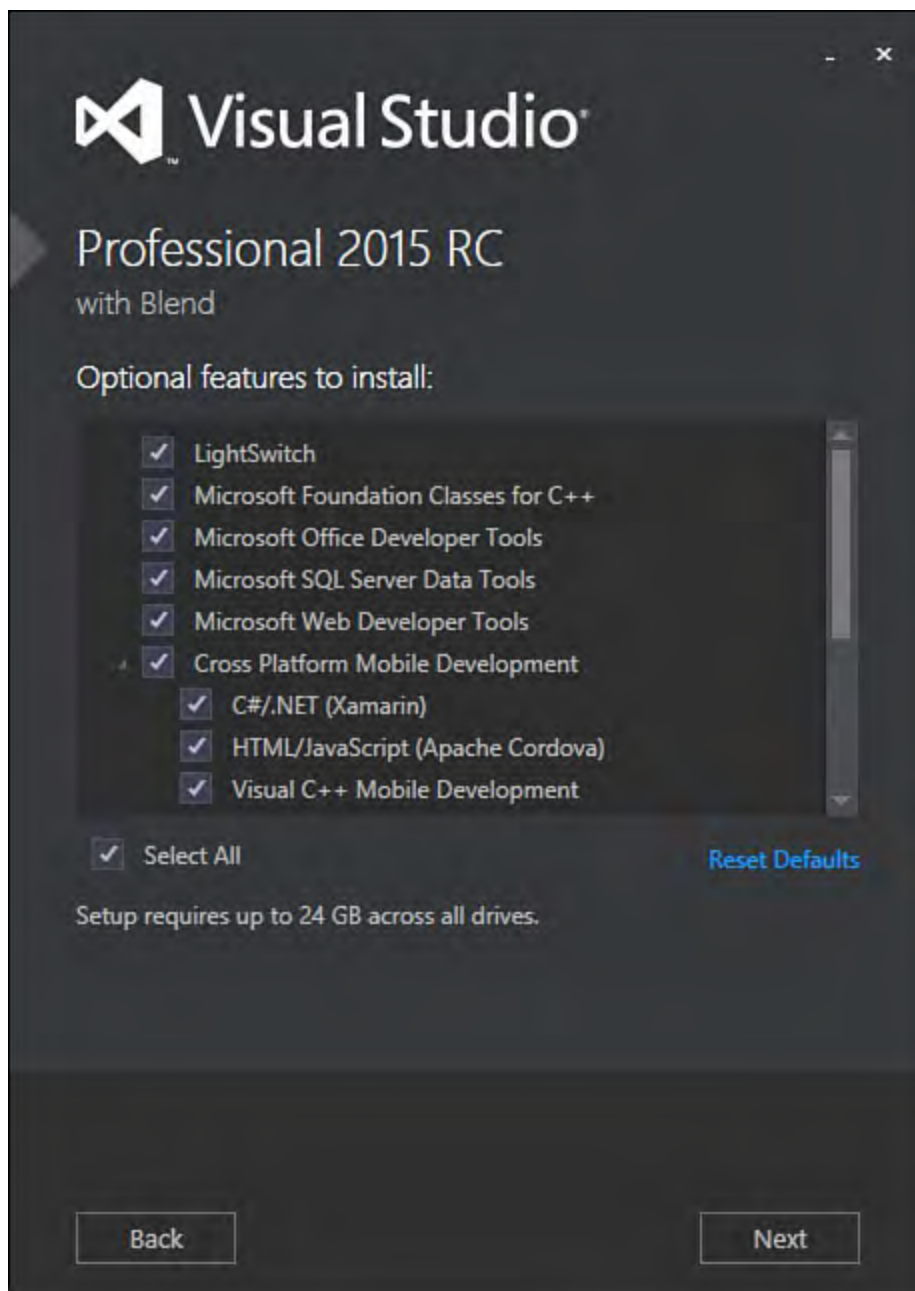 Visual Studio®
™
Professional 2015 RC
with Blend
Optional features to install:
LightSwitch
Microsoft Foundation Classes for C++
Microsoft Office Developer Tools
Microsoft SQL Server Data Tools
Microsoft Web Developer Tools
Cross Platform Mobile Development
C#/.NET (Xamarin)
HTML/JavaScript (Apache Cordova)
Visual C++ Mobile Development
Select All
Reset Defaults
Setup requires up to 24 GB across all drives.
Back
Next